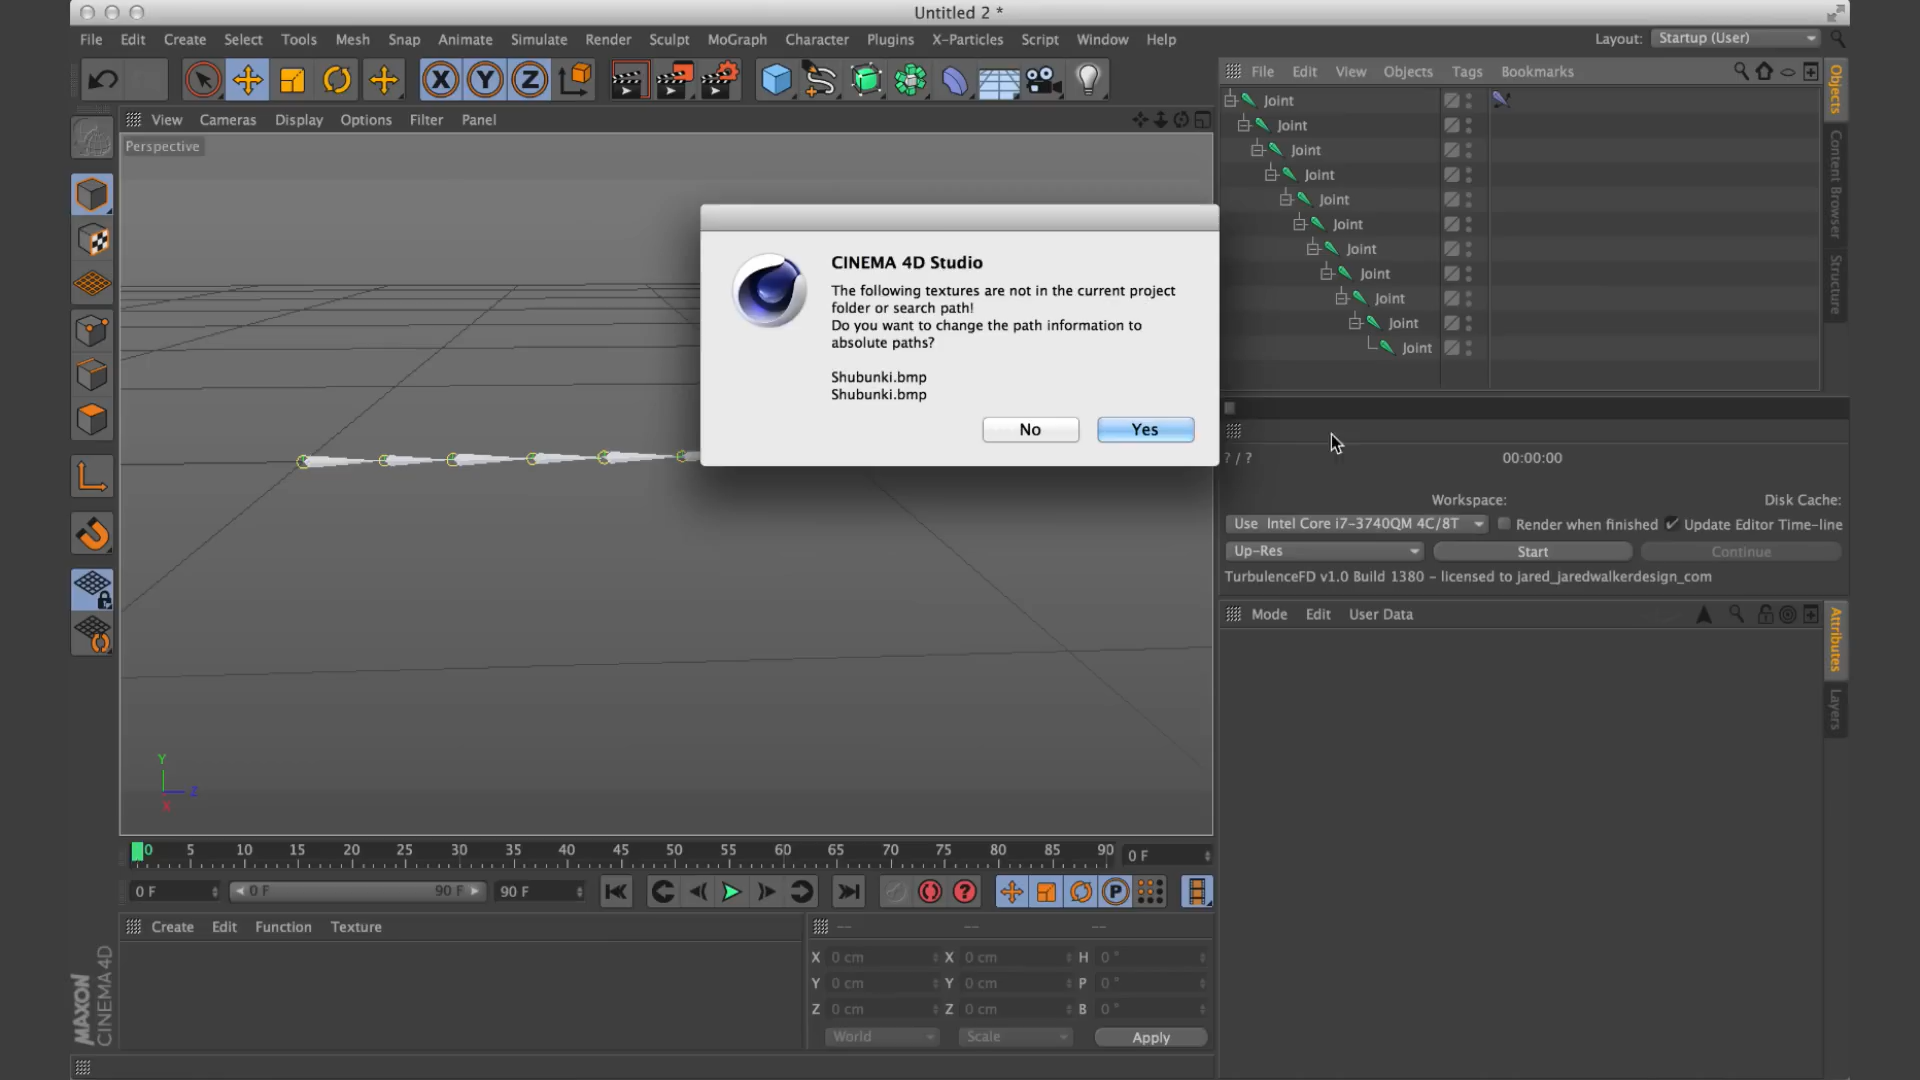 Untitled 2 *
File Edit Create Select Tools Mesh Snap Animate Simulate Render Sculpt MoGraph Character Plugins X-Particles Script Window Help
Layout: Startup (User)
X Y Z
File Edit View Objects Tags Bookmarks
Objects
Content Browser
Structure
View Cameras Display Options Filter Panel
Perspective
Joint
Joint
Joint
Joint
Joint
Joint
Joint
Joint
Joint
Joint
Joint
CINEMA 4D Studio
The following textures are not in the current project
folder or search path!
Do you want to change the path information to
absolute paths?
Shubunki.bmp
Shubunki.bmp
No Yes
? / ? 00:00:00
Workspace: Disk Cache:
Use Intel Core i7-3740QM 4C/8T Render when finished Update Editor Time-line
Up-Res Start Continue
TurbulenceFD v1.0 Build 1380 – licensed to jared_jaredwalkerdesign_com
Mode Edit User Data
Attributes
Layers
Y
Z
X
0 5 10 15 20 25 30 35 40 45 50 55 60 65 70 75 80 85 90 0 F
0 F 0 F 90 F 90 F ? P
Create Edit Function Texture
-- -- --
X 0 cm X 0 cm H 0 °
Y 0 cm Y 0 cm P 0 °
Z 0 cm Z 0 cm B 0 °
World Scale Apply
MAXON
CINEMA 4D